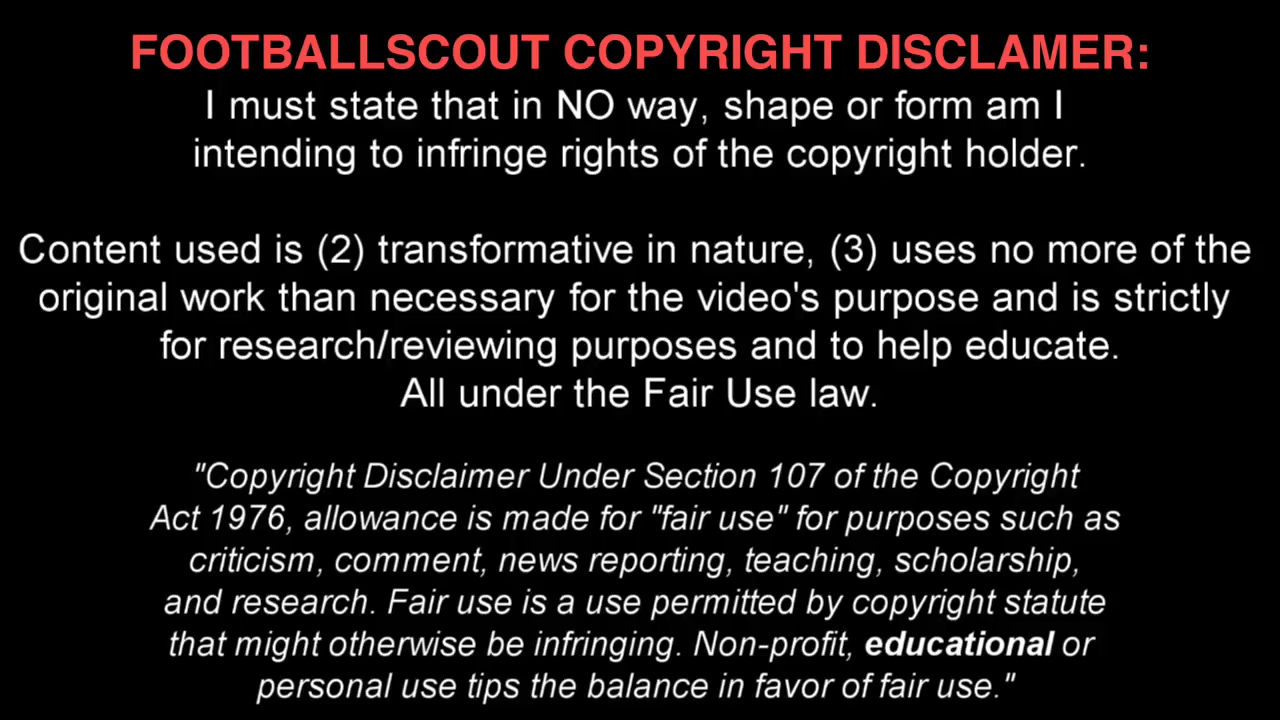 FOOTBALLSCOUT COPYRIGHT DISCLAMER:
I must state that in NO way, shape or form am I
intending to infringe rights of the copyright holder.
Content used is (2) transformative in nature, (3) uses no more of the
original work than necessary for the video's purpose and is strictly
for research/reviewing purposes and to help educate.
All under the Fair Use law.
"Copyright Disclaimer Under Section 107 of the Copyright
Act 1976, allowance is made for "fair use" for purposes such as
criticism, comment, news reporting, teaching, scholarship,
and research. Fair use is a use permitted by copyright statute
that might otherwise be infringing. Non-profit, educational or
personal use tips the balance in favor of fair use."